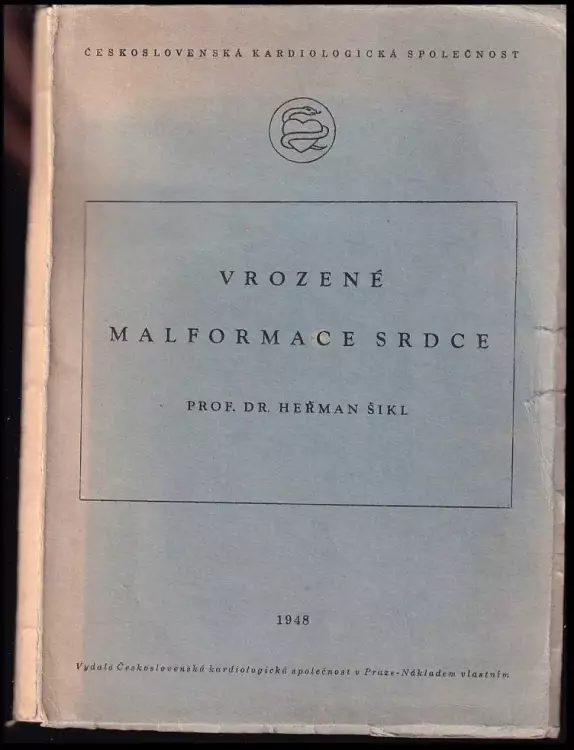 ČESKOSLOVENSKÁ KARDIOLOGICKÁ SPOLEČNOST
VROZENÉ
MALFORMACE SRDCE
PROF. DR. HEŘMAN ŠIKL
1948
Vydala Československá kardiologická společnost v Praze-Nákladem vlastním